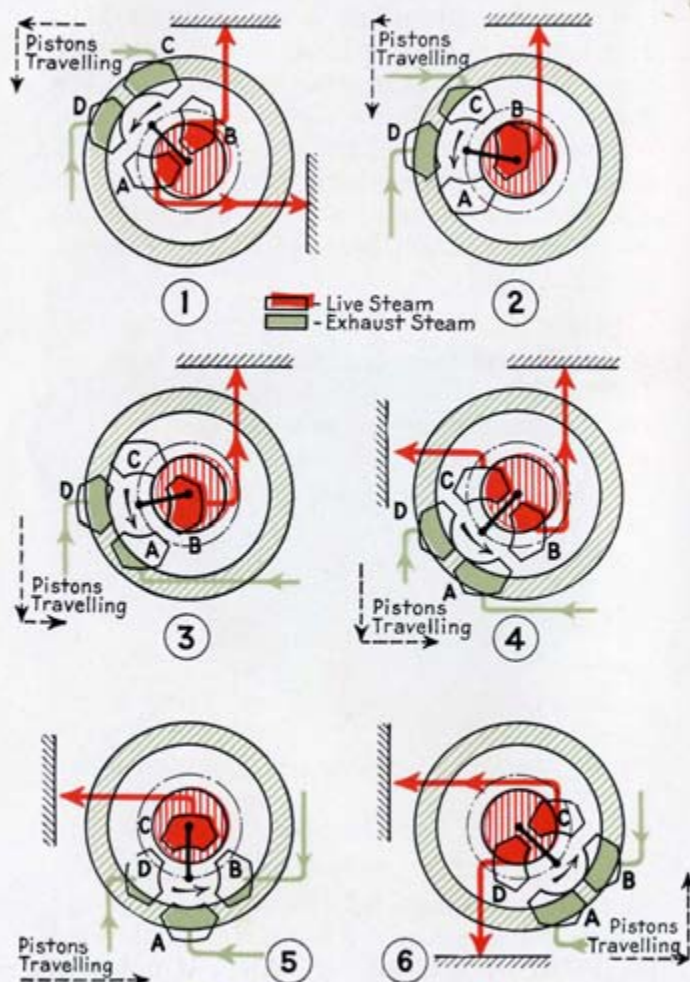 Pistons
Travelling
C
D
B
A
1
Pistons
Travelling
C
B
D
A
2
- Live Steam
- Exhaust Steam
C
D
A
B
Pistons
Travelling
3
C
D
B
A
Pistons
Travelling
4
C
D
B
A
Pistons
Travelling
5
C
D
B
A
Pistons
Travelling
6